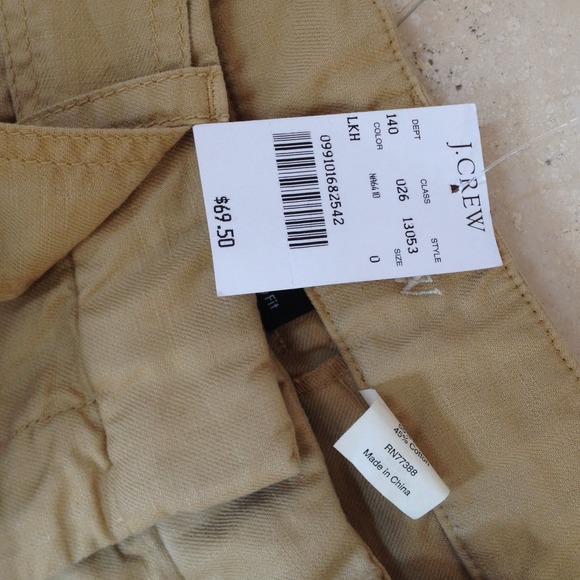 J.CREW
DEPT CLASS STYLE
140 026 13053
COLOR SIZE
LKH 0
099101682542
$69.50
Fit
45% Cotton
RN77388
Made in China